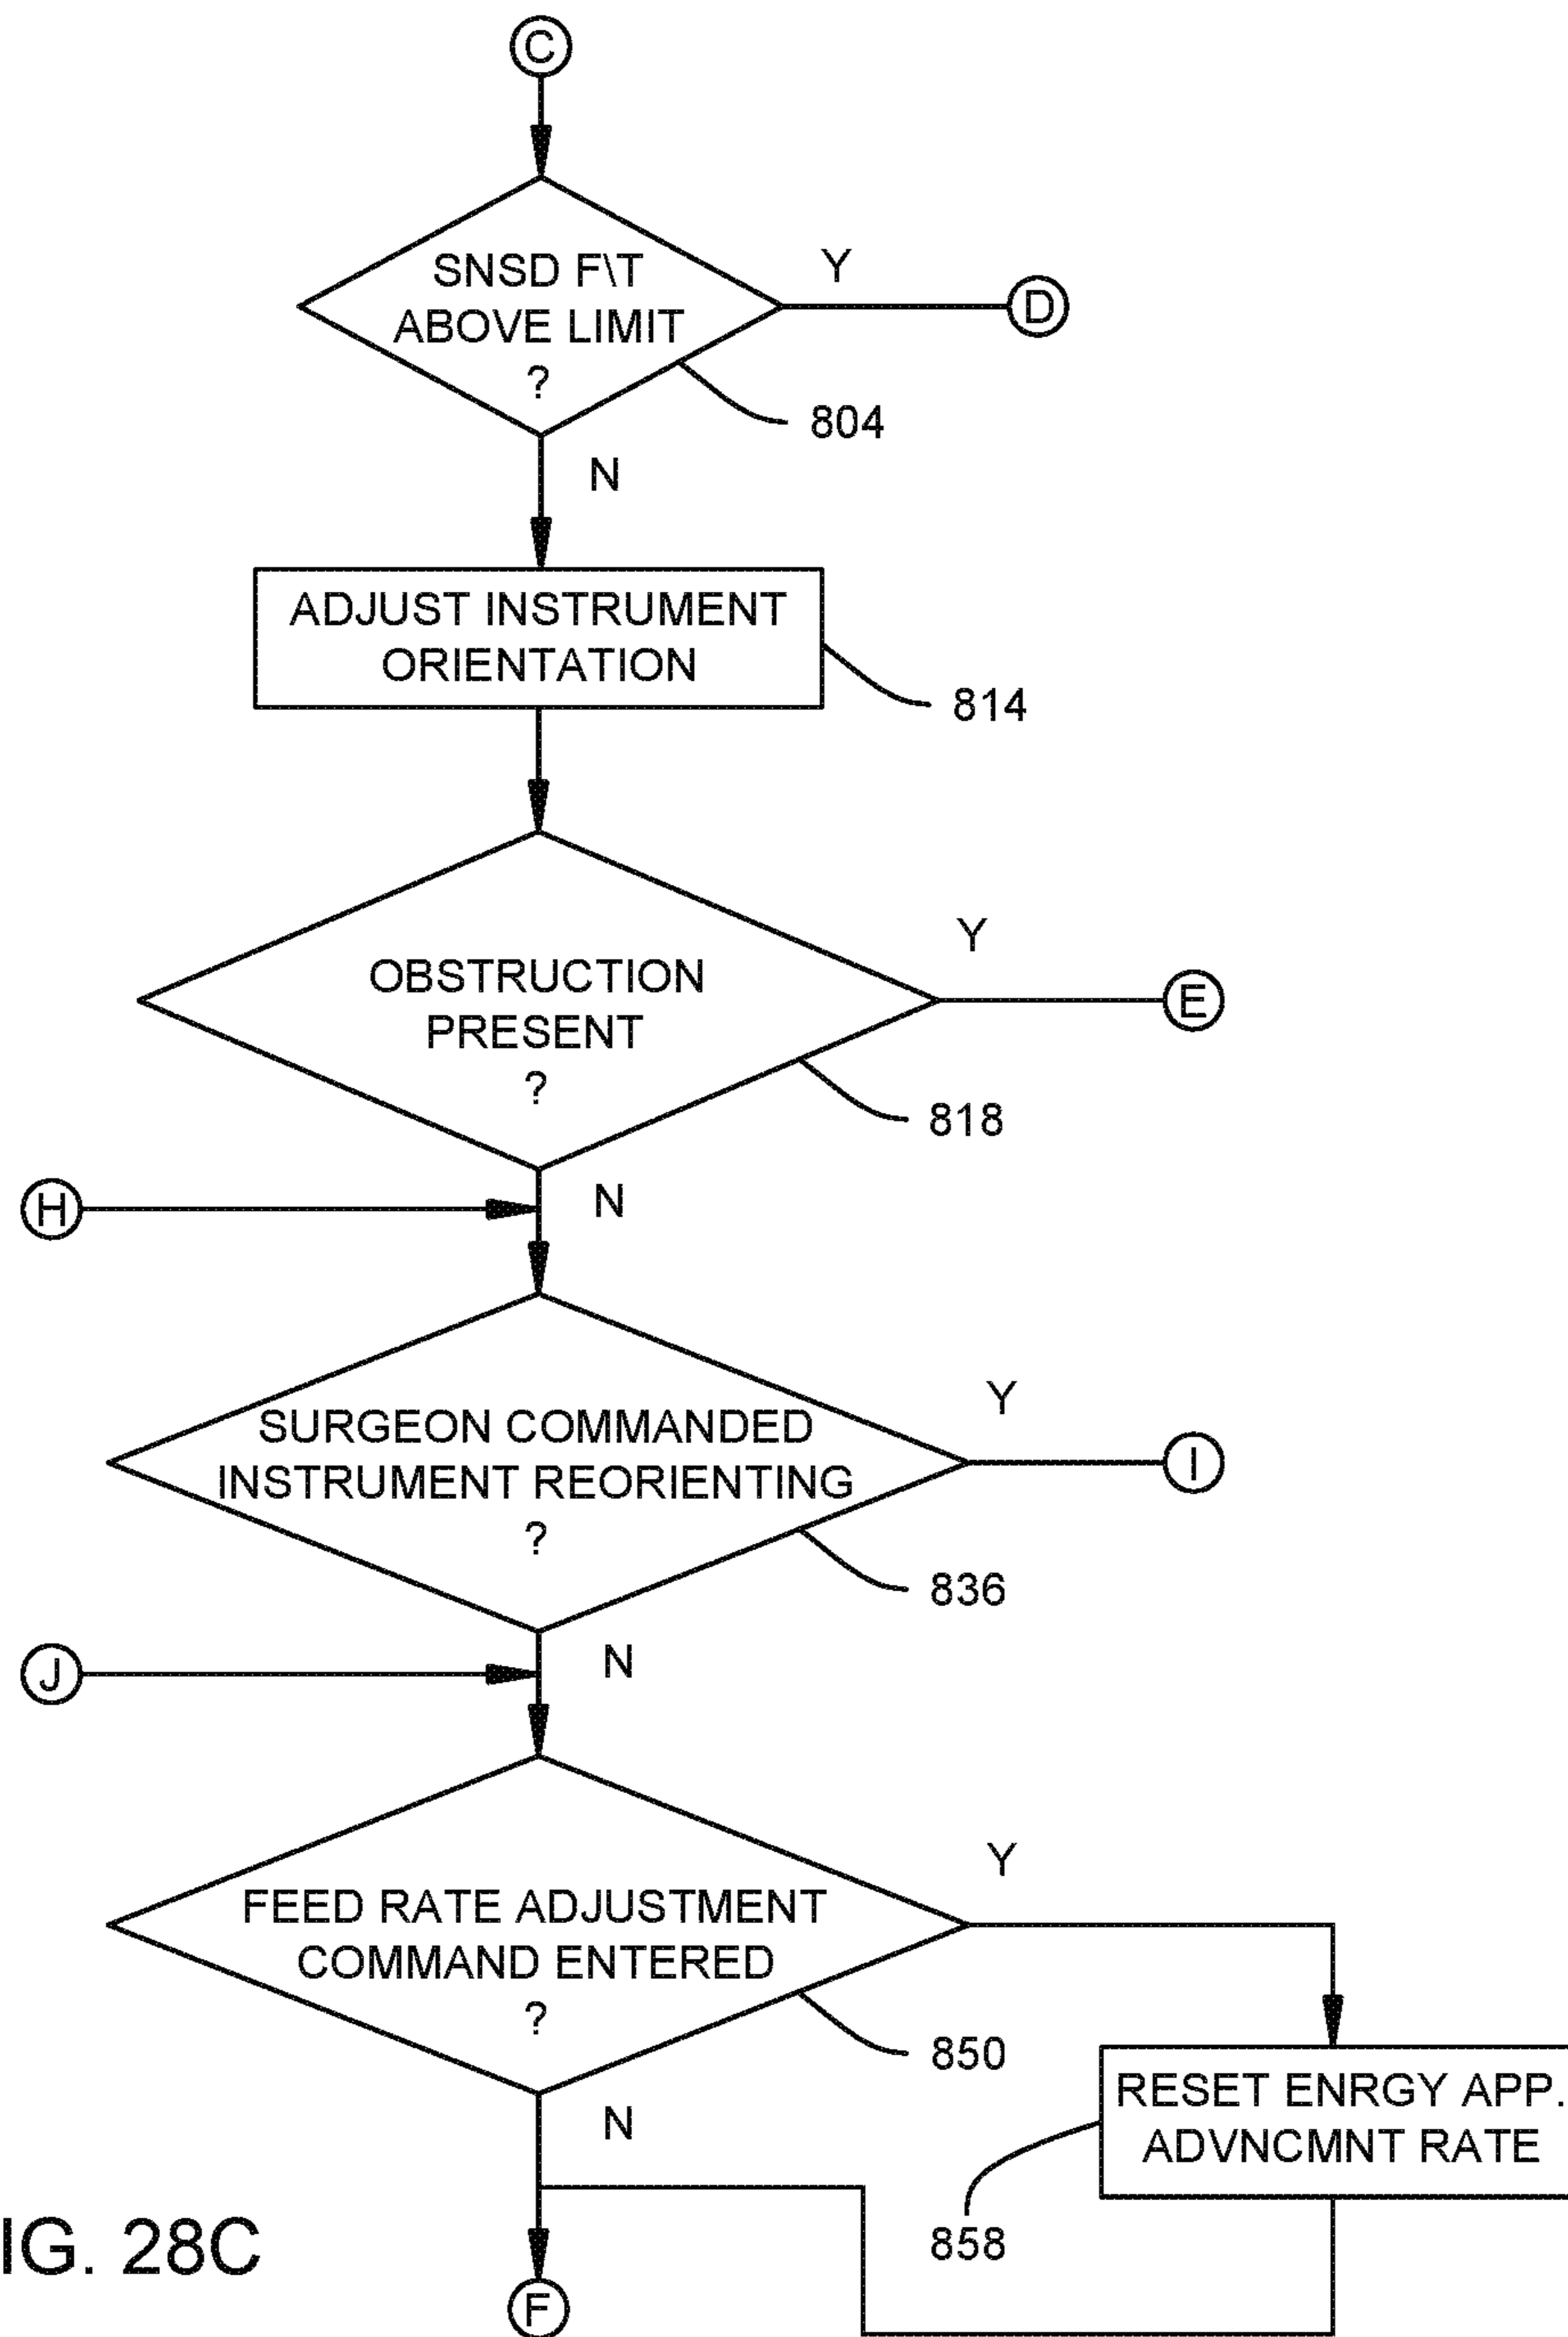 C
SNSD F\T
ABOVE LIMIT
?
Y
D
804
N
ADJUST INSTRUMENT
ORIENTATION
814
OBSTRUCTION
PRESENT
?
Y
E
818
H
N
SURGEON COMMANDED
INSTRUMENT REORIENTING
?
Y
I
836
J
N
FEED RATE ADJUSTMENT
COMMAND ENTERED
?
Y
850
RESET ENRGY APP.
ADVNCMNT RATE
858
N
F
IG. 28C